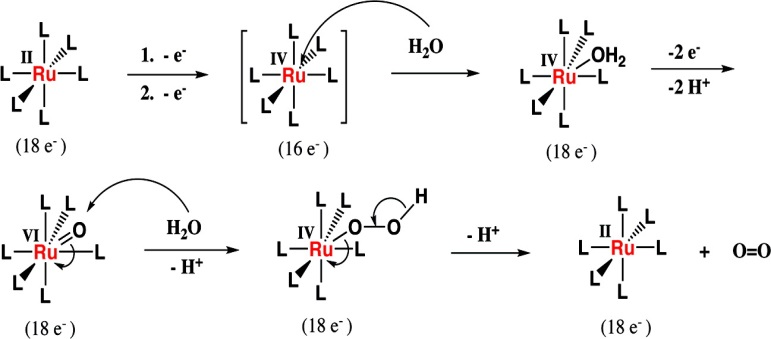 L L II L Ru L L L
(18 e⁻)
1. - e⁻
2. - e⁻
L L IV L Ru L L L
(16 e⁻)
H₂O
L L IV OH₂ L Ru L L L
(18 e⁻)
-2 e⁻
-2 H⁺
L L VI O L Ru L L L
(18 e⁻)
H₂O
- H⁺
L L IV O O H L Ru L L L
(18 e⁻)
- H⁺
L L II L Ru L L L
(18 e⁻)
+ O=O